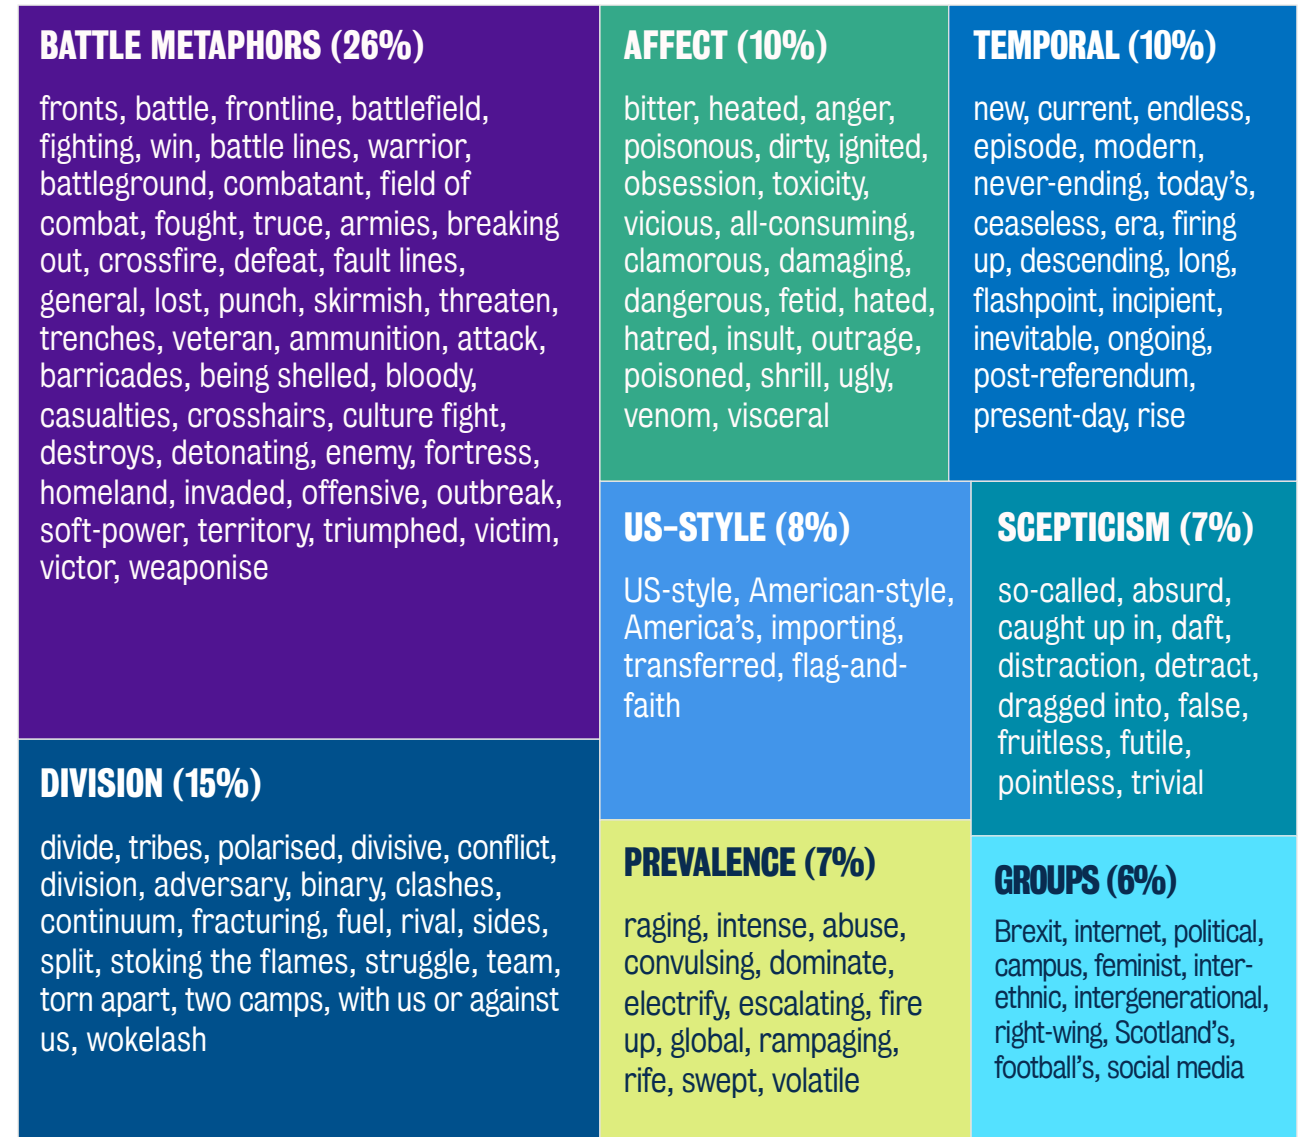 BATTLE METAPHORS (26%)
fronts, battle, frontline, battlefield,
fighting, win, battle lines, warrior,
battleground, combatant, field of
combat, fought, truce, armies, breaking
out, crossfire, defeat, fault lines,
general, lost, punch, skirmish, threaten,
trenches, veteran, ammunition, attack,
barricades, being shelled, bloody,
casualties, crosshairs, culture fight,
destroys, detonating, enemy, fortress,
homeland, invaded, offensive, outbreak,
soft-power, territory, triumphed, victim,
victor, weaponise
DIVISION (15%)
divide, tribes, polarised, divisive, conflict,
division, adversary, binary, clashes,
continuum, fracturing, fuel, rival, sides,
split, stoking the flames, struggle, team,
torn apart, two camps, with us or against
us, wokelash
AFFECT (10%)
bitter, heated, anger,
poisonous, dirty, ignited,
obsession, toxicity,
vicious, all-consuming,
clamorous, damaging,
dangerous, fetid, hated,
hatred, insult, outrage,
poisoned, shrill, ugly,
venom, visceral
TEMPORAL (10%)
new, current, endless,
episode, modern,
never-ending, today's,
ceaseless, era, firing
up, descending, long,
flashpoint, incipient,
inevitable, ongoing,
post-referendum,
present-day, rise
US-STYLE (8%)
US-style, American-style,
America's, importing,
transferred, flag-and-
faith
SCEPTICISM (7%)
so-called, absurd,
caught up in, daft,
distraction, detract,
dragged into, false,
fruitless, futile,
pointless, trivial
PREVALENCE (7%)
raging, intense, abuse,
convulsing, dominate,
electrify, escalating, fire
up, global, rampaging,
rife, swept, volatile
GROUPS (6%)
Brexit, internet, political,
campus, feminist, inter-
ethnic, intergenerational,
right-wing, Scotland's,
football's, social media